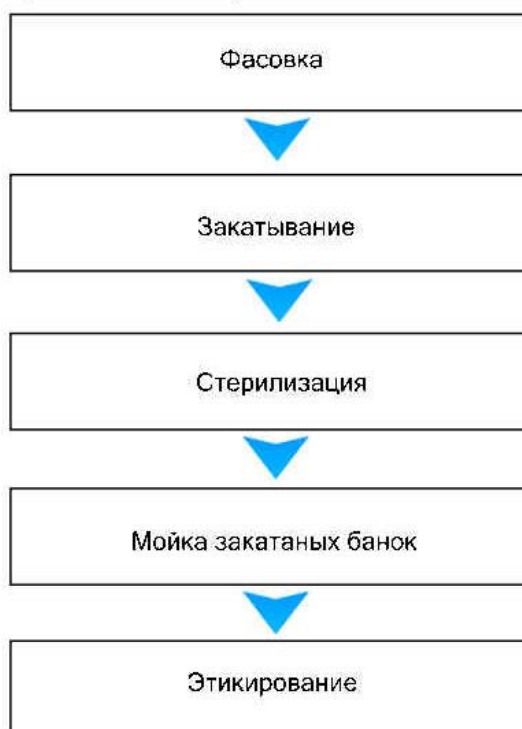 Фасовка
Закатывание
Стерилизация
Мойка закатаных банок
Этикирование